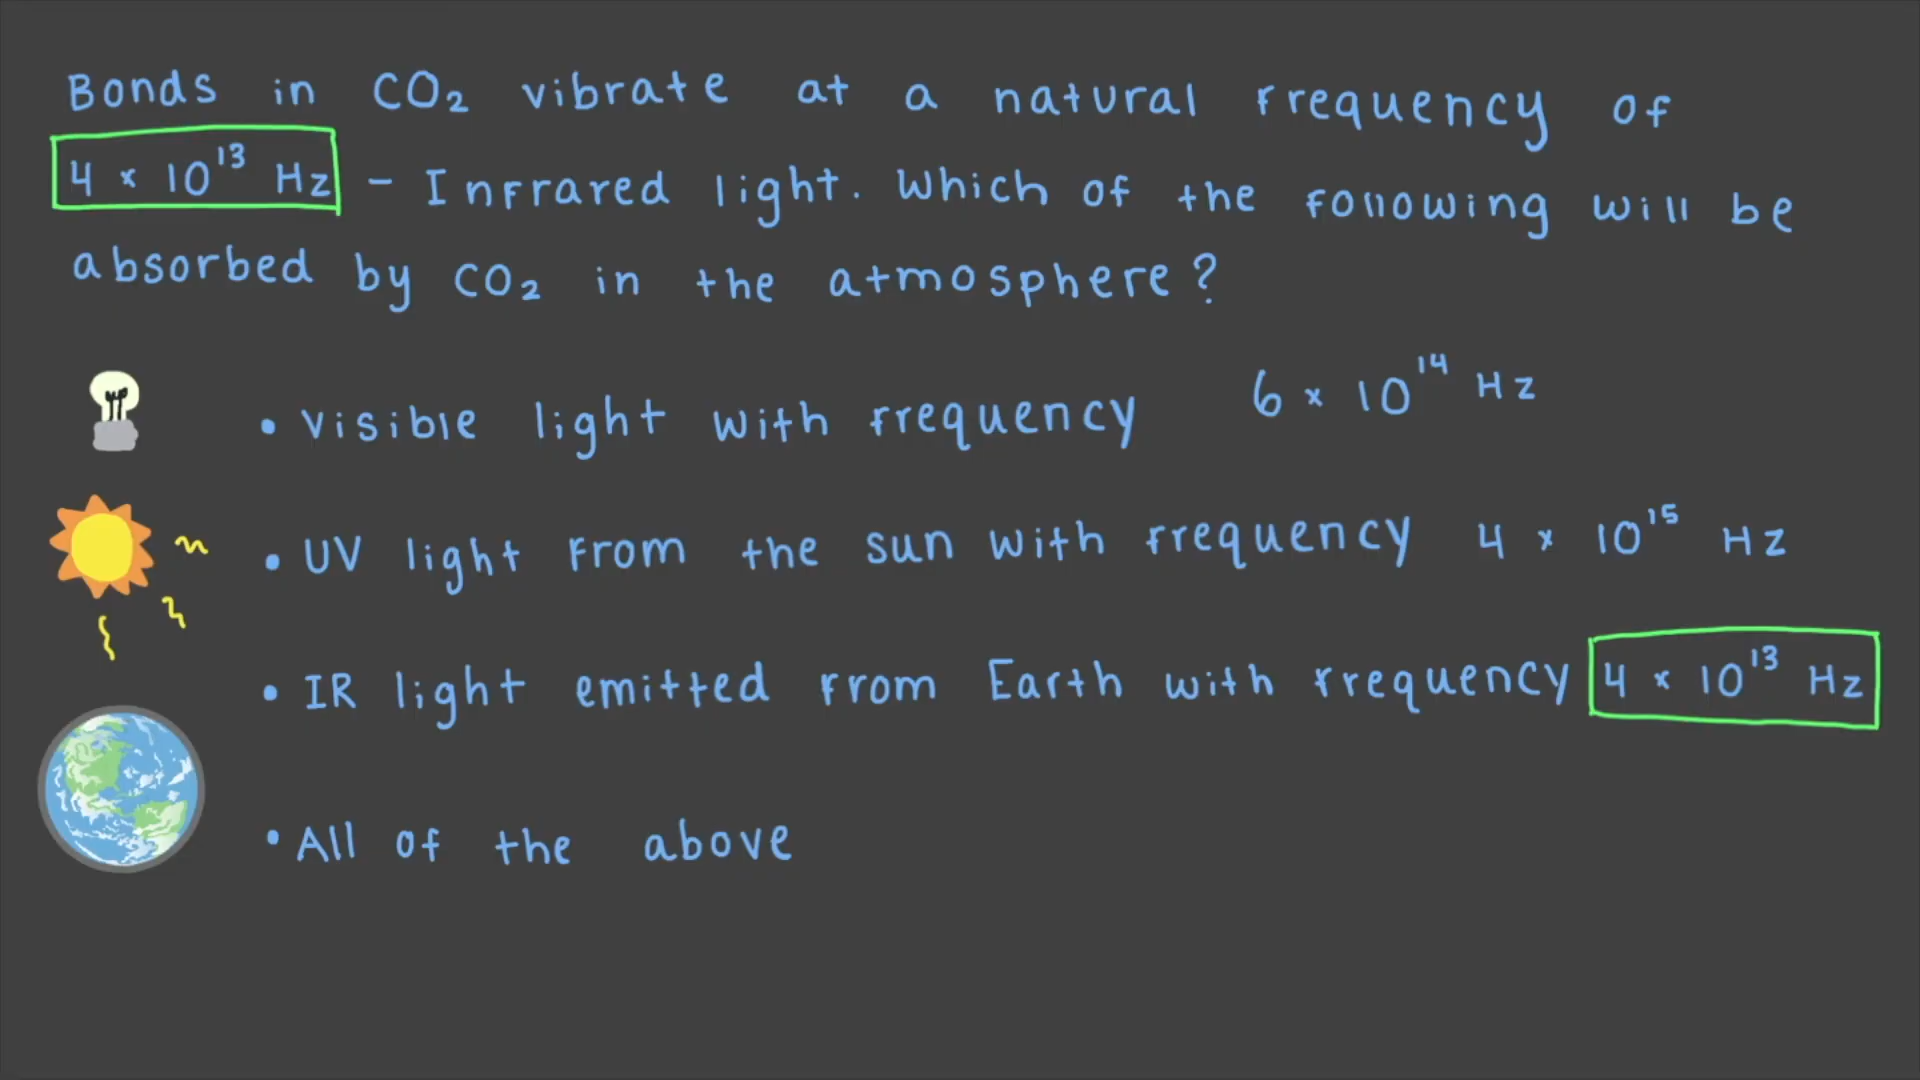 Bonds in CO₂ vibrate at a natural frequency of
4 × 10¹³ Hz - Infrared light. Which of the following will be
absorbed by CO₂ in the atmosphere?
• Visible light with frequency 6 × 10¹⁴ Hz
• UV light from the sun with frequency 4 × 10¹⁵ Hz
• IR light emitted from Earth with frequency 4 × 10¹³ Hz
• All of the above